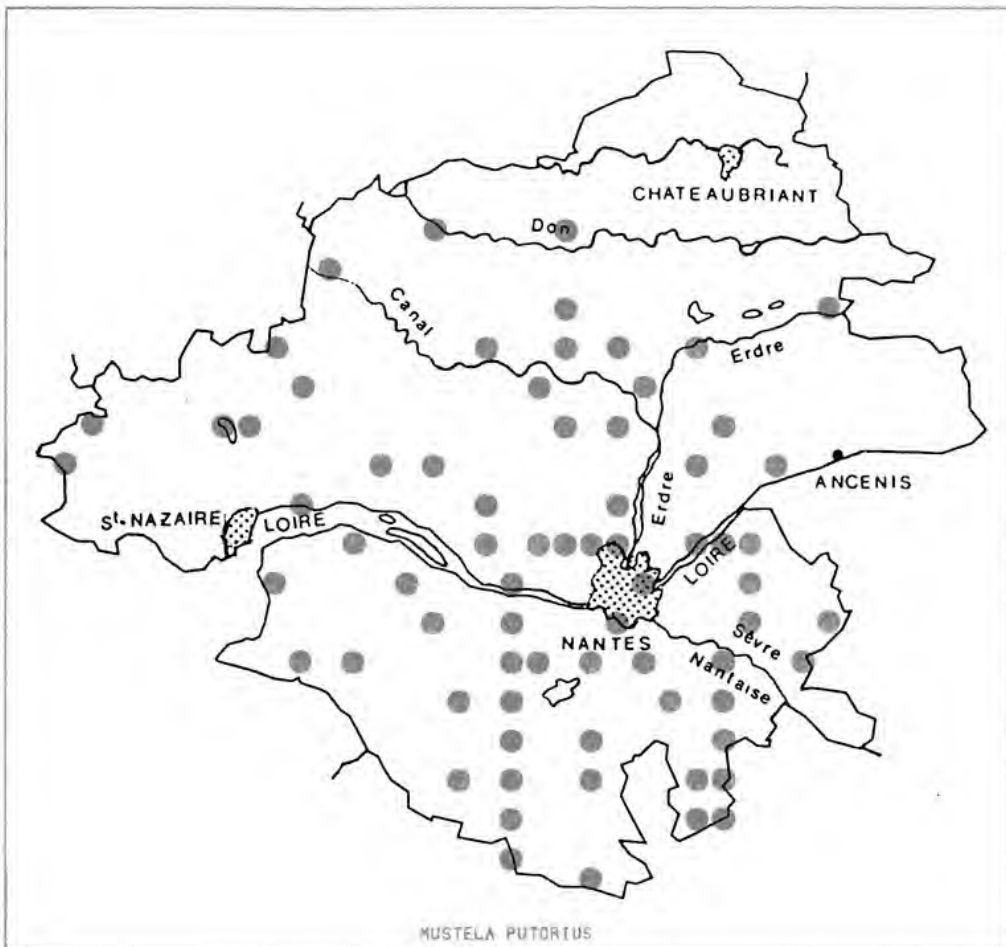 CHATEAUBRIANT
Don
Canal
Erdre
ANCENIS
Erdre
St-NAZAIRE
LOIRE
LOIRE
NANTES
Sèvre
Nantaise
MUSTELA PUTORIUS